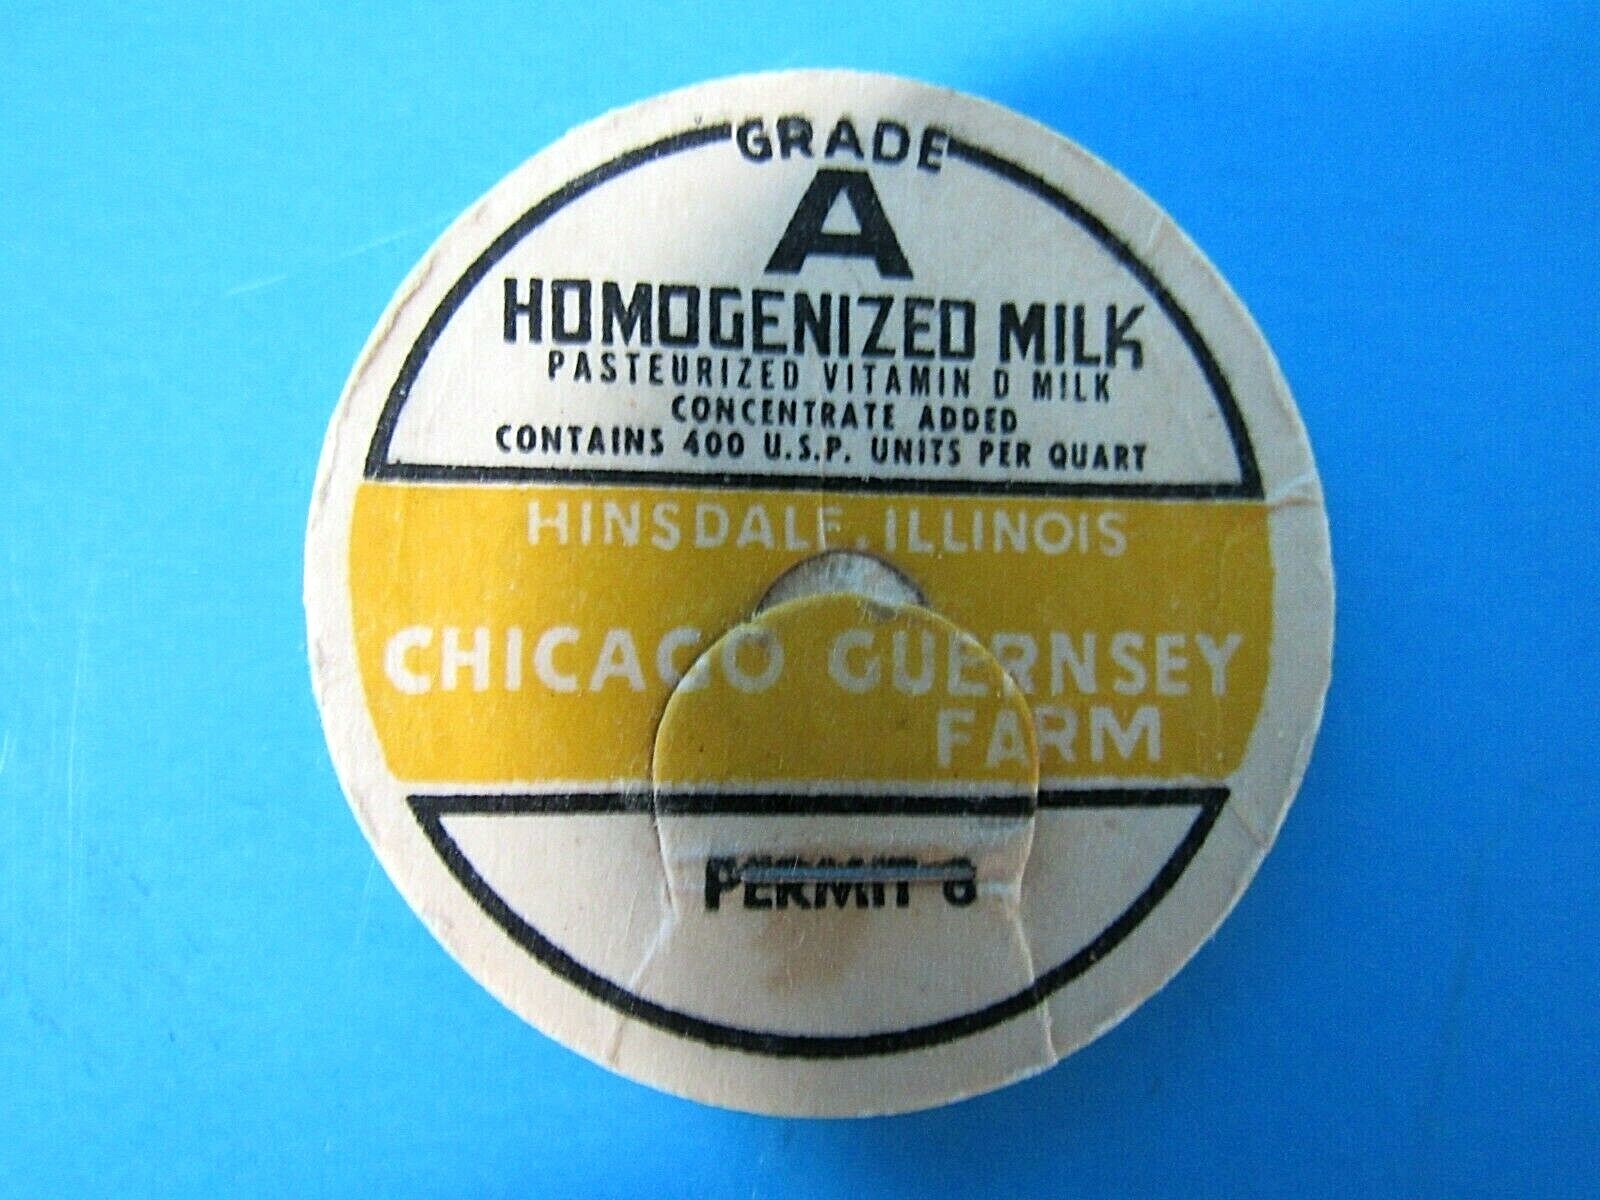 GRADE
A
HOMOGENIZED MILK
PASTEURIZED VITAMIN D MILK
CONCENTRATE ADDED
CONTAINS 400 U.S.P. UNITS PER QUART
HINSDALE, ILLINOIS
CHICAGO GUERNSEY
FARM
PERMIT